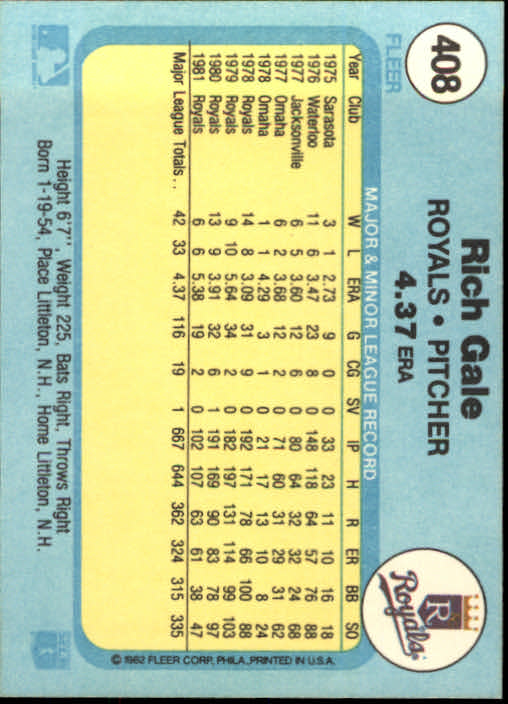 408
FLEER
Rich Gale
ROYALS • PITCHER
4.37 ERA
Royals
R
MAJOR & MINOR LEAGUE RECORD
Year Club W L ERA G CG SV IP H R ER BB SO
1975 Sarasota 3 1 2.73 9 0 0 33 23 11 10 16 18
1976 Waterloo 11 6 3.47 23 8 0 148 118 64 57 76 88
1977 Jacksonville 6 5 3.60 12 6 0 80 64 32 32 24 66
1977 Omaha 6 2 3.68 12 2 0 71 60 31 29 31 62
1978 Omaha 1 1 4.29 3 1 0 21 17 13 10 8 24
1978 Royals 14 8 3.09 31 9 0 192 171 78 66 100 88
1979 Royals 9 10 5.64 34 2 0 182 197 131 114 99 103
1980 Royals 13 9 3.91 32 6 1 191 169 90 83 78 97
1981 Royals 6 6 5.38 19 2 0 102 107 63 61 38 47
Major League Totals... 42 33 4.37 116 19 1 667 644 362 324 315 335
© 1982 FLEER CORP., PHILA., PRINTED IN U.S.A.
Height 6'7", Weight 225, Bats Right, Throws Right
Born 1-19-54, Place Littleton, N.H., Home Littleton, N.H.